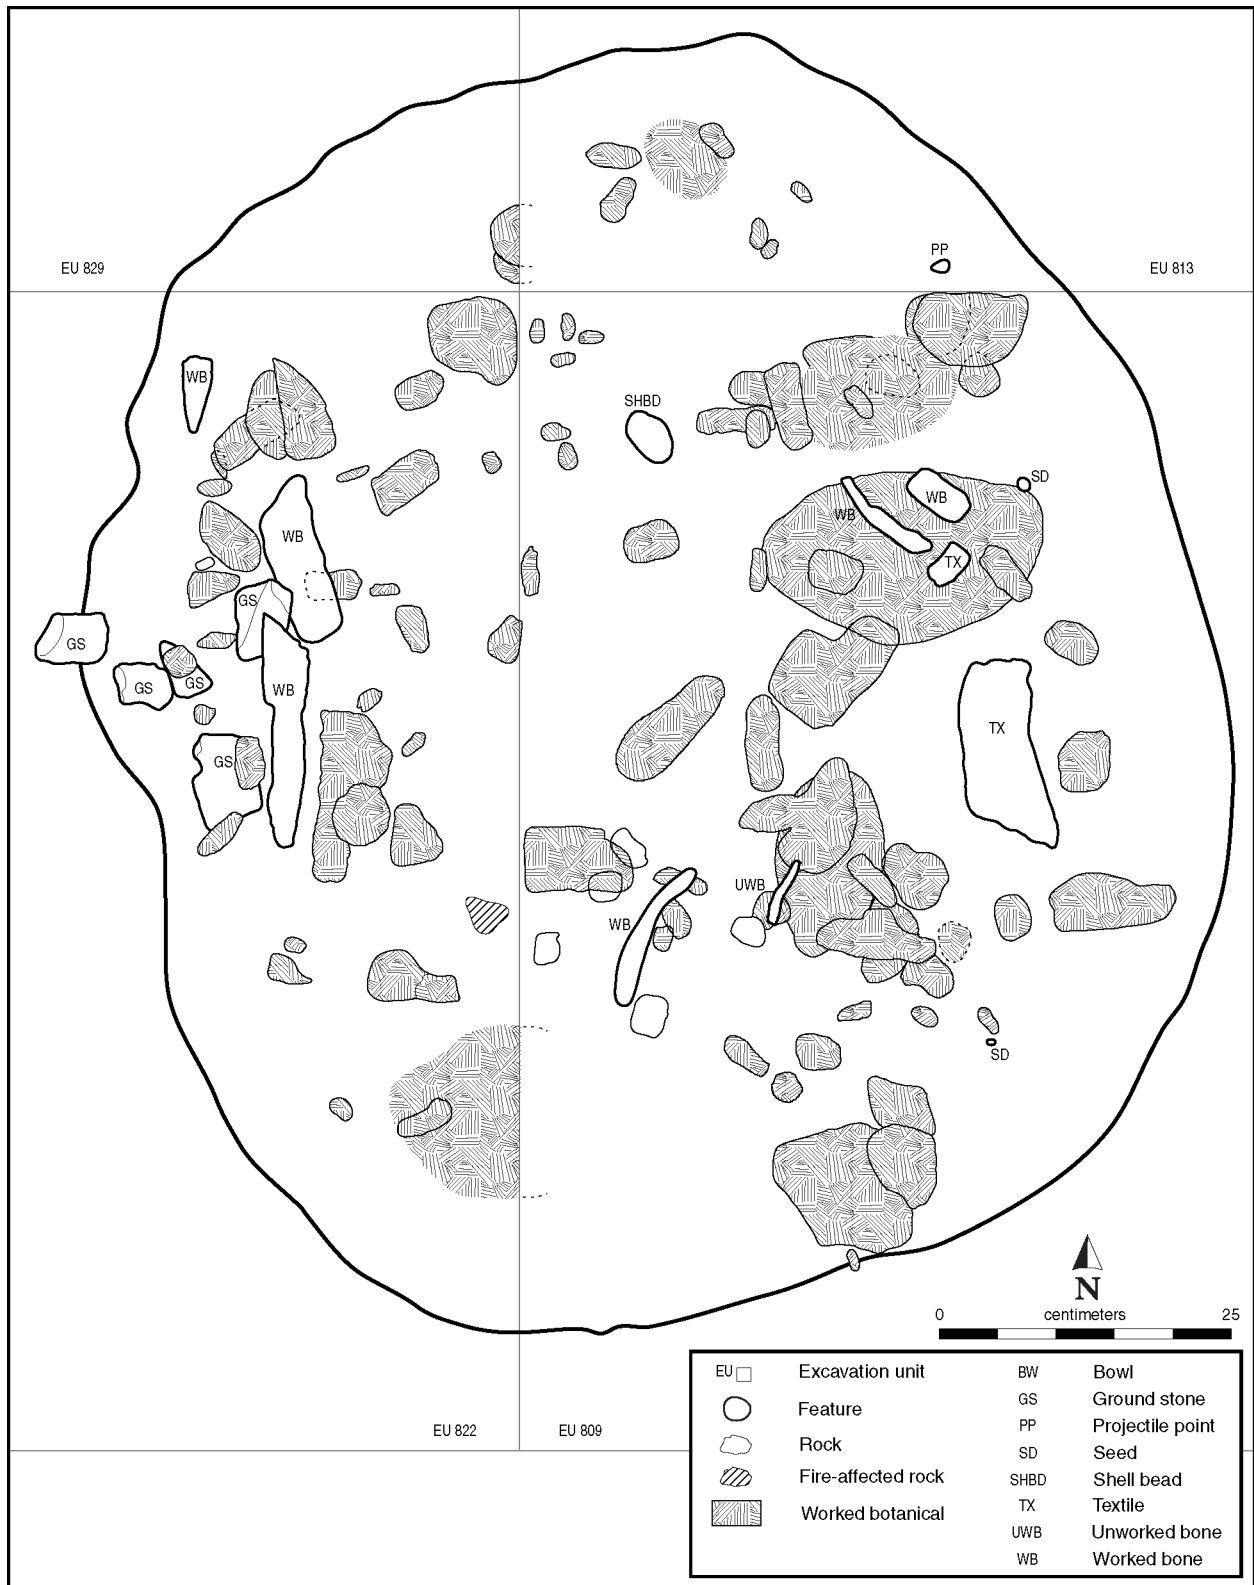 PP
EU 829
EU 813
WB
SHBD
SD
WB
WB
WB
TX
GS
GS
GS
GS
WB
TX
GS
UWB
WB
SD
N
0 centimeters 25
EU 822
EU 809
EU Excavation unit
Feature
Rock
Fire-affected rock
Worked botanical
BW Bowl
GS Ground stone
PP Projectile point
SD Seed
SHBD Shell bead
TX Textile
UWB Unworked bone
WB Worked bone